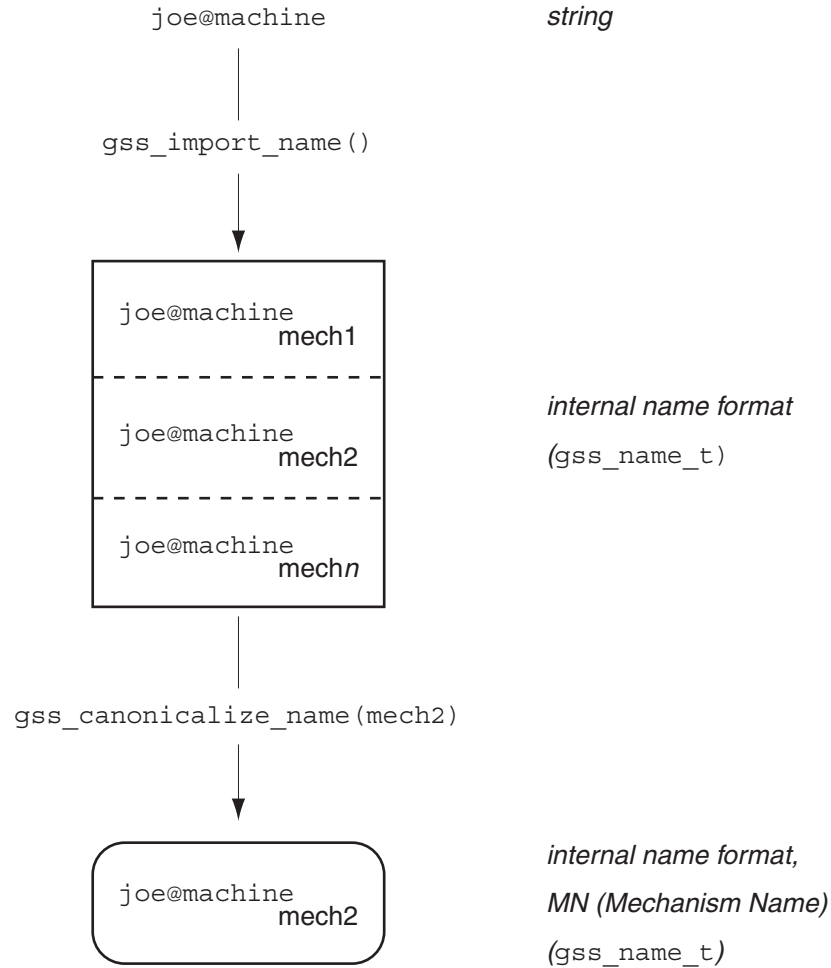 joe@machine string
gss_import_name()
joe@machine
mech1
joe@machine
mech2
internal name format
(gss_name_t)
joe@machine
mechn
gss_canonicalize_name(mech2)
joe@machine
mech2
internal name format,
MN (Mechanism Name)
(gss_name_t)